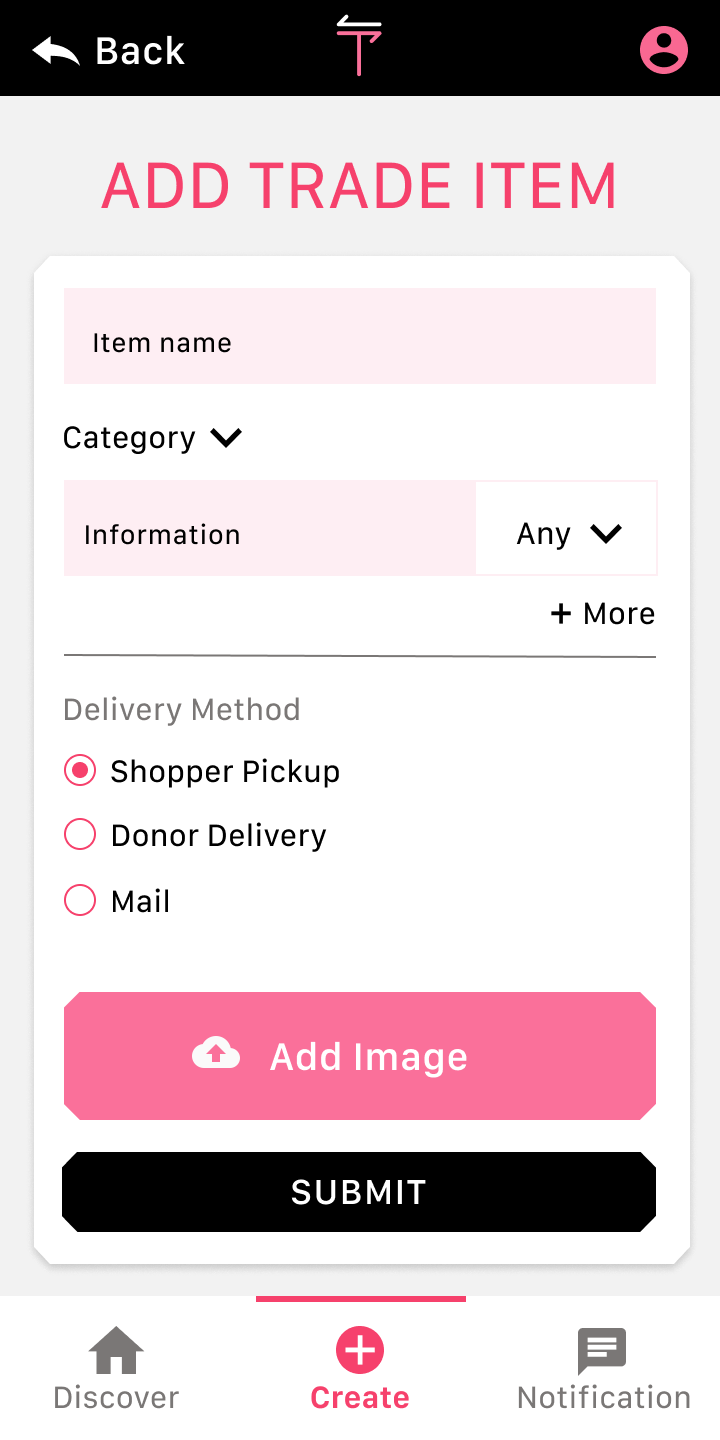 Back
ADD TRADE ITEM
Item name
Category
Information
Any
+ More
Delivery Method
Shopper Pickup
Donor Delivery
Mail
Add Image
SUBMIT
Discover
Create
Notification